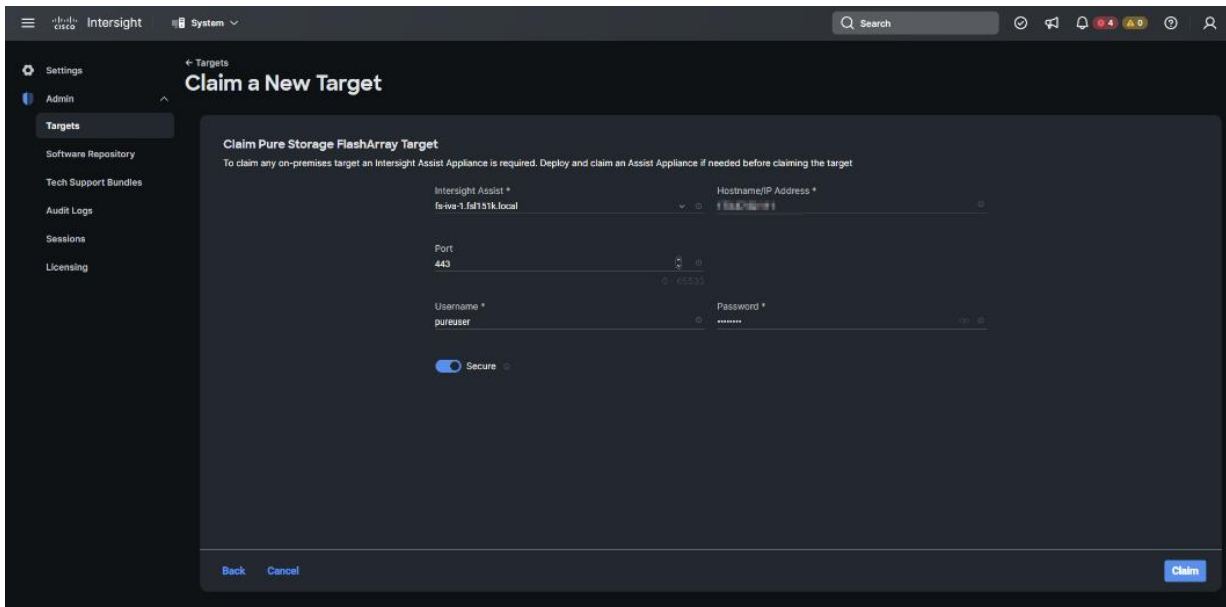 cisco Intersight System Search 4 0
Settings
Admin
Targets
Software Repository
Tech Support Bundles
Audit Logs
Sessions
Licensing
← Targets
Claim a New Target
Claim Pure Storage FlashArray Target
To claim any on-premises target an Intersight Assist Appliance is required. Deploy and claim an Assist Appliance if needed before claiming the target
Intersight Assist * Hostname/IP Address *
fs-iva-1.fsl151k.local
Port
443
0 - 65535
Username * Password *
pureuser ••••••••
Secure
Back Cancel Claim